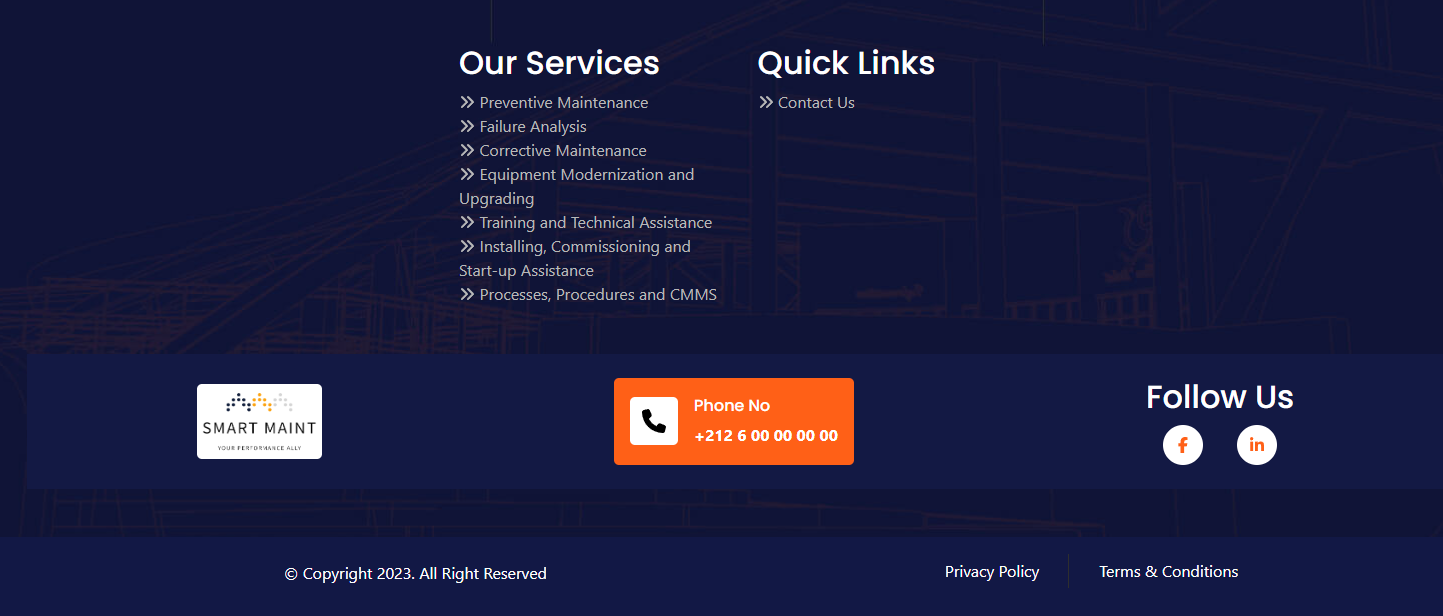 Our Services
Preventive Maintenance
Failure Analysis
Corrective Maintenance
Equipment Modernization and
Upgrading
Training and Technical Assistance
Installing, Commissioning and
Start-up Assistance
Processes, Procedures and CMMS
Quick Links
Contact Us
SMART MAINT
YOUR PERFORMANCE ALLY
Phone No
+212 6 00 00 00 00
Follow Us
f
in
© Copyright 2023. All Right Reserved
Privacy Policy
Terms & Conditions